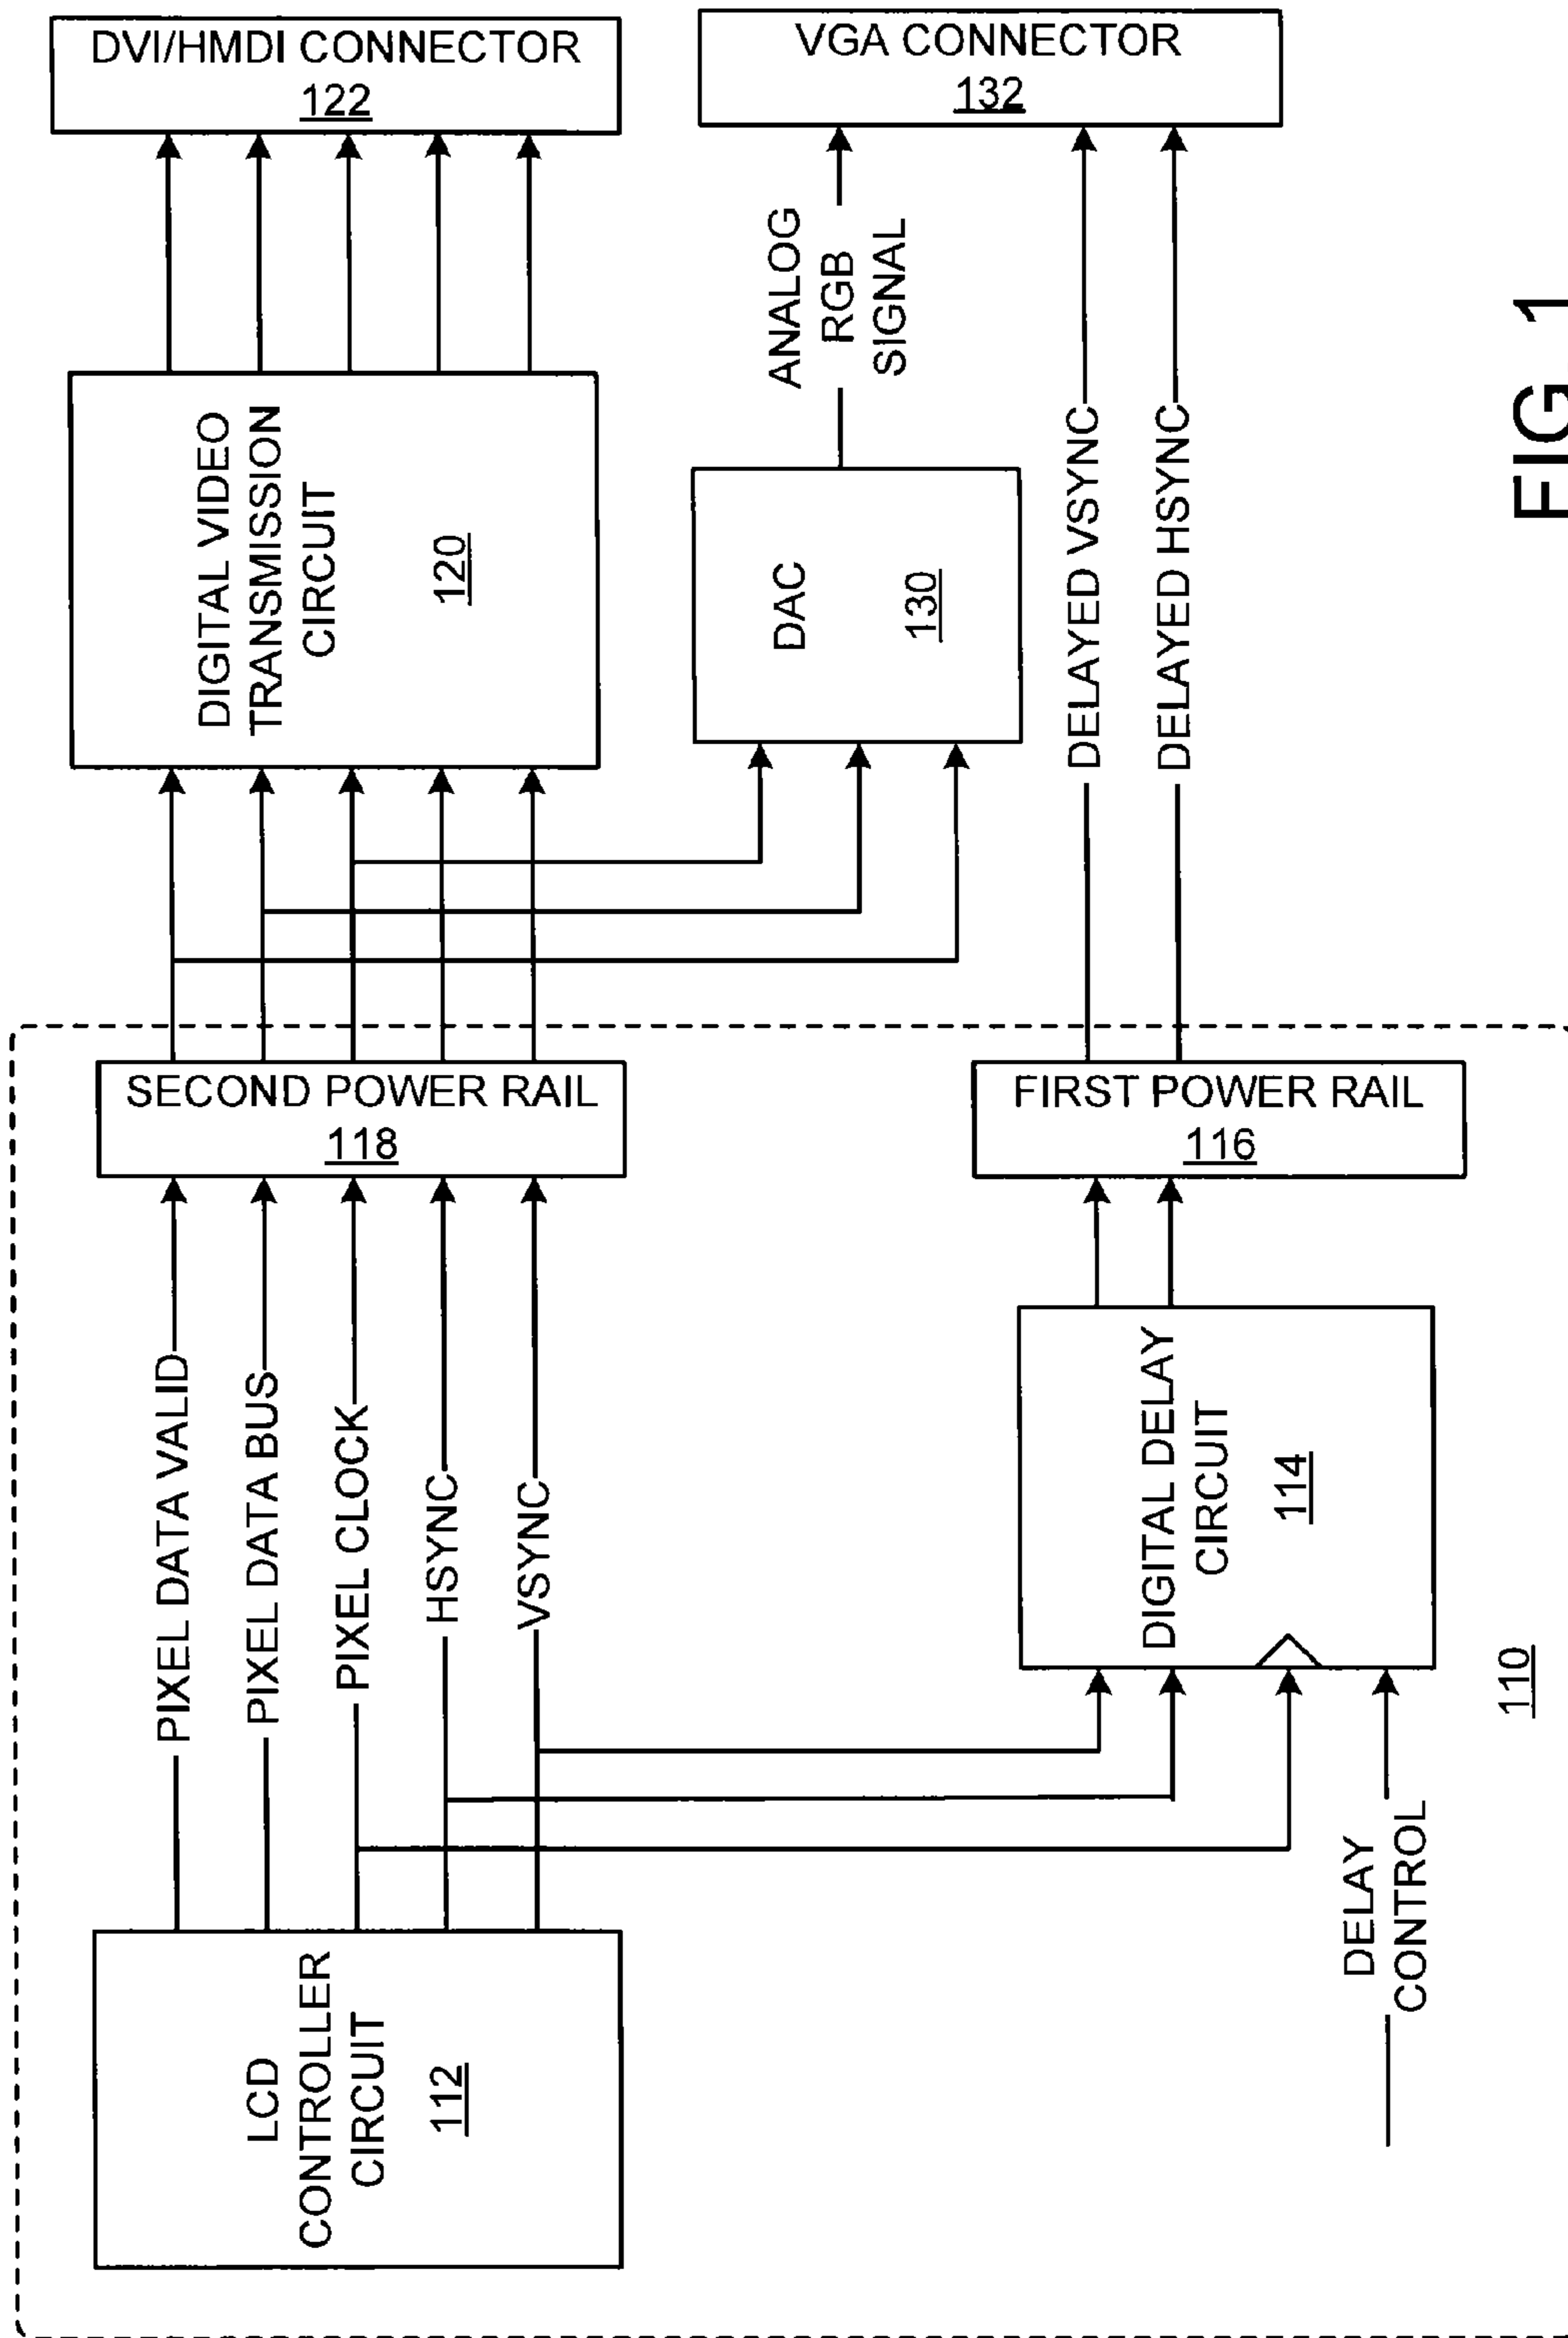 LCD
CONTROLLER
CIRCUIT
112
PIXEL DATA VALID
PIXEL DATA BUS
PIXEL CLOCK
HSYNC
VSYNC
SECOND POWER RAIL
118
DIGITAL VIDEO
TRANSMISSION
CIRCUIT
120
DVI/HMDI CONNECTOR
122
DAC
130
ANALOG
RGB
SIGNAL
VGA CONNECTOR
132
DELAY
CONTROL
DIGITAL DELAY
CIRCUIT
114
FIRST POWER RAIL
116
DELAYED VSYNC
DELAYED HSYNC
110
FIG. 1